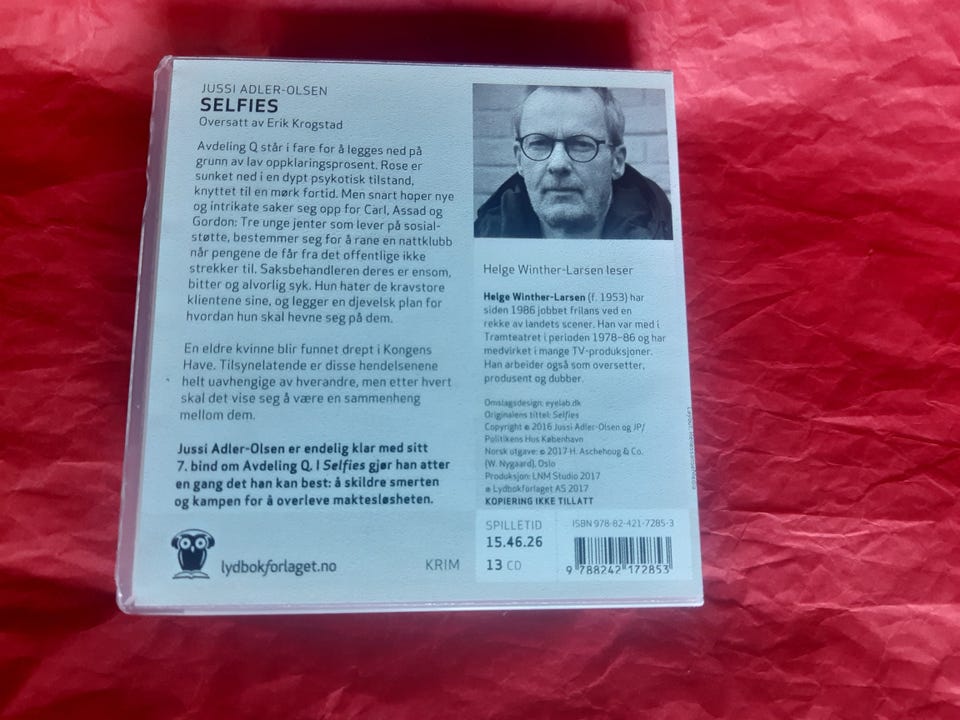 JUSSI ADLER-OLSEN
SELFIES
Oversatt av Erik Krogstad
Avdeling Q står i fare for å legges ned på
grunn av lav oppklaringsprosent. Rose er
sunket ned i en dypt psykotisk tilstand,
knyttet til en mørk fortid. Men snart hoper nye
og intrikate saker seg opp for Carl, Assad og
Gordon: Tre unge jenter som lever på sosial-
støtte, bestemmer seg for å rane en nattklubb
når pengene de får fra det offentlige ikke
strekker til. Saksbehandleren deres er ensom,
bitter og alvorlig syk. Hun hater de kravstore
klientene sine, og legger en djevelsk plan for
hvordan hun skal hevne seg på dem.
En eldre kvinne blir funnet drept i Kongens
Have. Tilsynelatende er disse hendelsenene
helt uavhengige av hverandre, men etter hvert
skal det vise seg å være en sammenheng
mellom dem.
Jussi Adler-Olsen er endelig klar med sitt
7. bind om Avdeling Q. I Selfies gjør han atter
en gang det han kan best: å skildre smerten
og kampen for å overleve maktesløsheten.
lydbokforlaget.no
KRIM
Helge Winther-Larsen leser
Helge Winther-Larsen (f. 1953) har
siden 1986 jobbet frilans ved en
rekke av landets scener. Han var med i
Tramteatret i perioden 1978–86 og har
medvirket i mange TV-produksjoner.
Han arbeider også som oversetter,
produsent og dubber.
Omslagsdesign: eyelab.dk
Originalens tittel: Selfies
Copyright © 2016 Jussi Adler-Olsen og JP/
Politikens Hus København
Norsk utgave: © 2017 H. Aschehoug & Co.
(W. Nygaard), Oslo
Produksjon: LNM Studio 2017
℗ Lydbokforlaget AS 2017
KOPIERING IKKE TILLATT
SPILLETID
15.46.26
13 CD
ISBN 978-82-421-7285-3
9 788242 172853